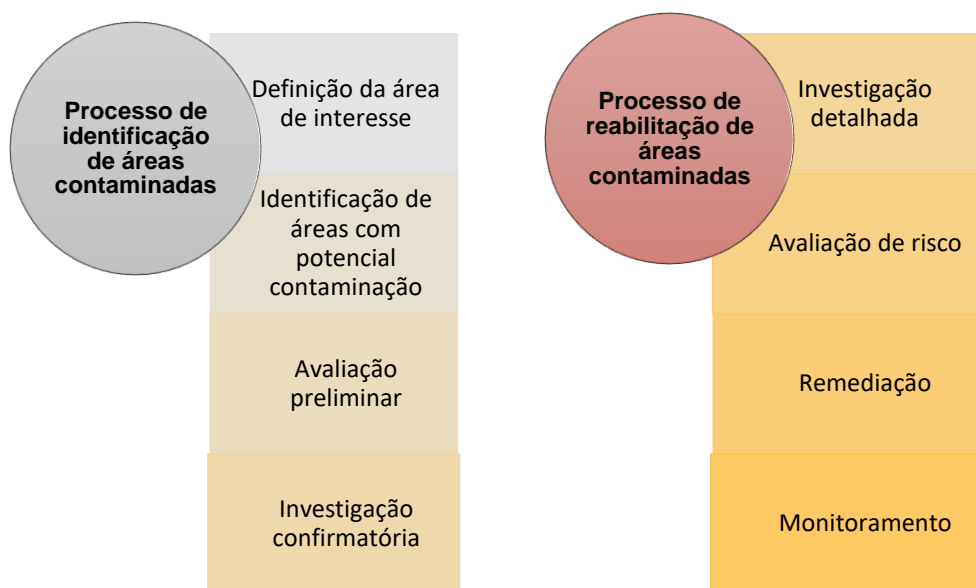 Processo de
identificação
de áreas
contaminadas
Definição da área
de interesse
Identificação de
áreas com
potencial
contaminação
Avaliação
preliminar
Investigação
confirmatória
Processo de
reabilitação de
áreas
contaminadas
Investigação
detalhada
Avaliação de risco
Remediação
Monitoramento